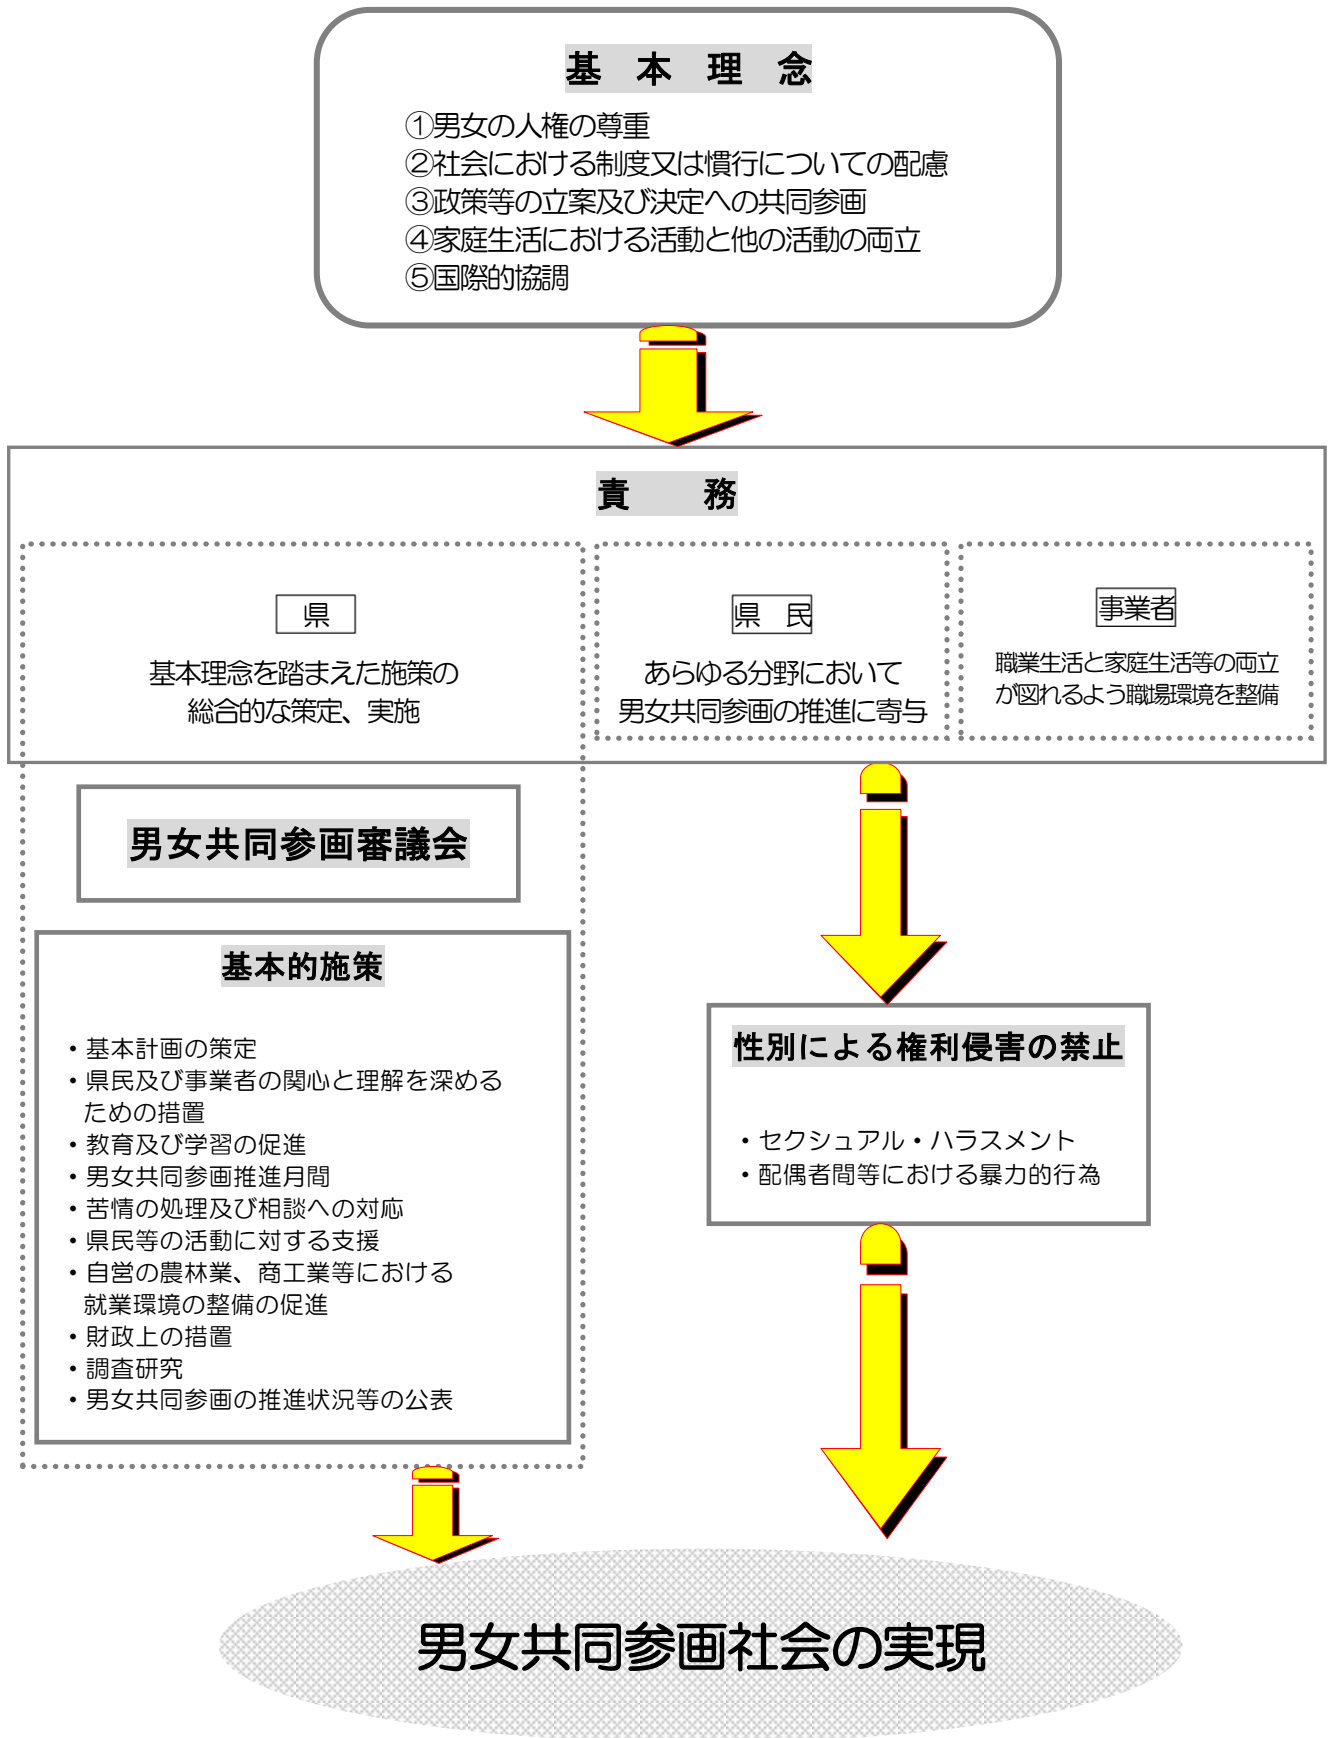 基　本　理　念
①男女の人権の尊重
②社会における制度又は慣行についての配慮
③政策等の立案及び決定への共同参画
④家庭生活における活動と他の活動の両立
⑤国際的協調
責　　務
県
基本理念を踏まえた施策の
総合的な策定、実施
県　民
あらゆる分野において
男女共同参画の推進に寄与
事業者
職業生活と家庭生活等の両立
が図れるよう職場環境を整備
男女共同参画審議会
基本的施策
・基本計画の策定
・県民及び事業者の関心と理解を深める
ための措置
・教育及び学習の促進
・男女共同参画推進月間
・苦情の処理及び相談への対応
・県民等の活動に対する支援
・自営の農林業、商工業等における
就業環境の整備の促進
・財政上の措置
・調査研究
・男女共同参画の推進状況等の公表
性別による権利侵害の禁止
・セクシュアル・ハラスメント
・配偶者間等における暴力的行為
男女共同参画社会の実現